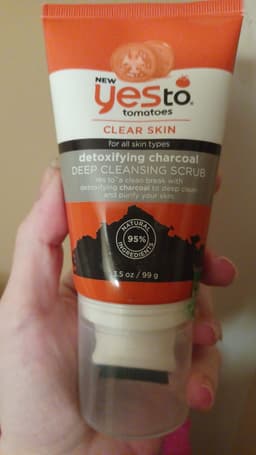 NEW
yesto
tomatoes
CLEAR SKIN
for all skin types
detoxifying charcoal
DEEP CLEANSING SCRUB
yes to a clean break with
detoxifying charcoal to deep clean
and purify your skin.
NATURAL
95%
INGREDIENTS
3.5 oz / 99 g